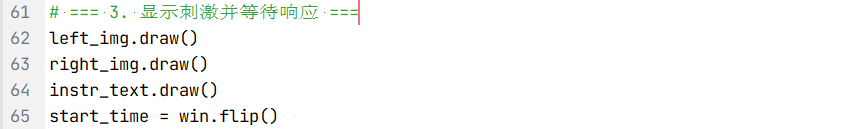 61 # === 3. 显示刺激并等待响应 ===
62 left_img.draw()
63 right_img.draw()
64 instr_text.draw()
65 start_time = win.flip()